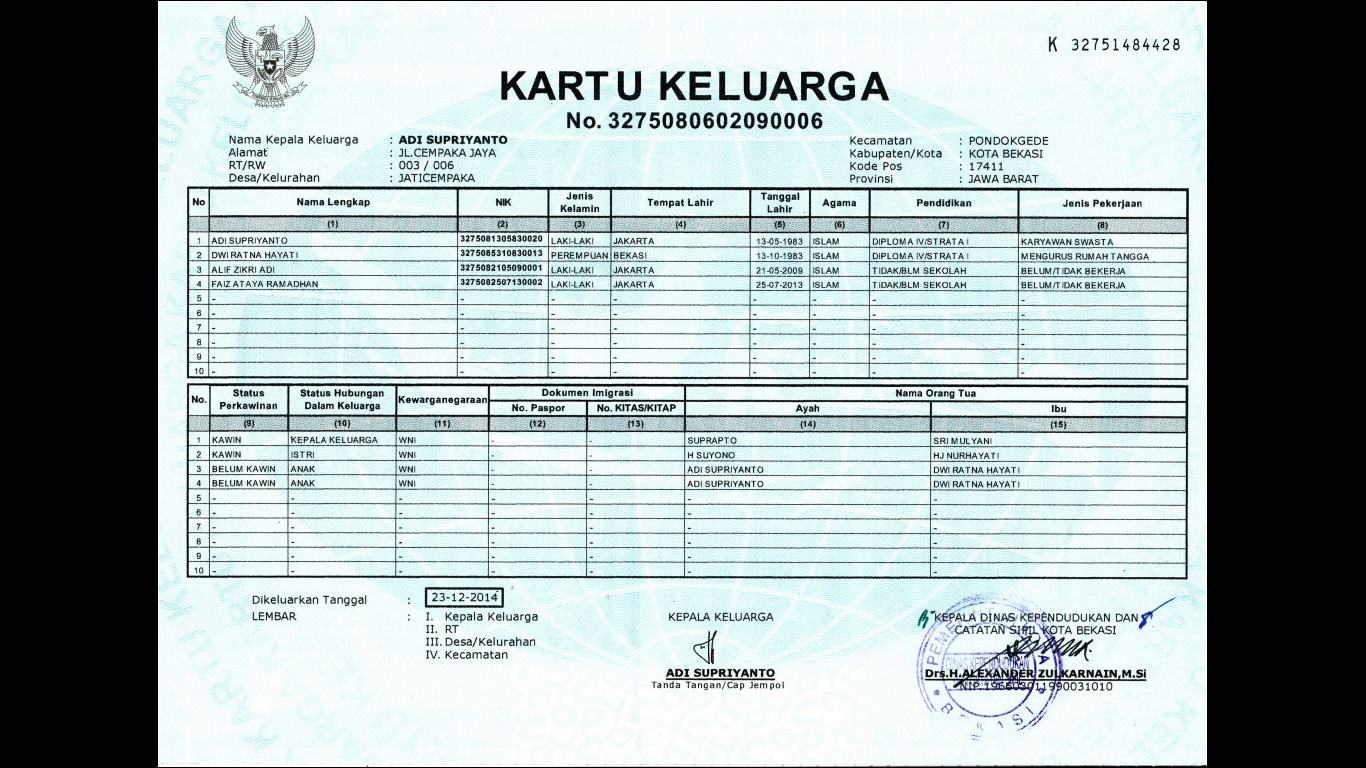 K 32751484428
KARTU KELUARGA
No. 3275080602090006
Nama Kepala Keluarga : ADI SUPRIYANTO
Alamat : JL.CEMPAKA JAYA
RT/RW : 003 / 006
Desa/Kelurahan : JATICEMPAKA
Kecamatan : PONDOKGEDE
Kabupaten/Kota : KOTA BEKASI
Kode Pos : 17411
Provinsi : JAWA BARAT
No Nama Lengkap NIK Jenis Kelamin Tempat Lahir Tanggal Lahir Agama Pendidikan Jenis Pekerjaan
(1) (2) (3) (4) (5) (6) (7) (8)
1 ADI SUPRIYANTO 3275081305830020 LAKI-LAKI JAKARTA 13-05-1983 ISLAM DIPLOMA IV/STRATA I KARYAWAN SWASTA
2 DWI RATNA HAYATI 3275085310830013 PEREMPUAN BEKASI 13-10-1983 ISLAM DIPLOMA IV/STRATA I MENGURUS RUMAH TANGGA
3 ALIF ZIKRI ADI 3275082105090001 LAKI-LAKI JAKARTA 21-05-2009 ISLAM TIDAK/BLM SEKOLAH BELUM/TIDAK BEKERJA
4 FAIZ ATAYA RAMADHAN 3275082507130002 LAKI-LAKI JAKARTA 25-07-2013 ISLAM TIDAK/BLM SEKOLAH BELUM/TIDAK BEKERJA
5 - - - - - - - -
6 - - - - - - - -
7 - - - - - - - -
8 - - - - - - - -
9 - - - - - - - -
10 - - - - - - - -
No. Status Perkawinan Status Hubungan Dalam Keluarga Kewarganegaraan Dokumen Imigrasi Nama Orang Tua
No. Paspor No. KITAS/KITAP Ayah Ibu
(9) (10) (11) (12) (13) (14) (15)
1 KAWIN KEPALA KELUARGA WNI - - SUPRAPTO SRI MULYANI
2 KAWIN ISTRI WNI - - H SUYONO HJ NURHAYATI
3 BELUM KAWIN ANAK WNI - - ADI SUPRIYANTO DWI RATNA HAYATI
4 BELUM KAWIN ANAK WNI - - ADI SUPRIYANTO DWI RATNA HAYATI
5 - - - - - - -
6 - - - - - - -
7 - - - - - - -
8 - - - - - - -
9 - - - - - - -
10 - - - - - - -
Dikeluarkan Tanggal : 23-12-2014
LEMBAR : I. Kepala Keluarga
II. RT
III. Desa/Kelurahan
IV. Kecamatan
KEPALA KELUARGA
ADI SUPRIYANTO
Tanda Tangan/Cap Jempol
KEPALA DINAS KEPENDUDUKAN DAN
CATATAN SIPIL KOTA BEKASI
Drs.H.ALEXANDER ZULKARNAIN,M.Si
NIP.196603011990031010
DINAS KEPENDUDUKAN
BEKASI